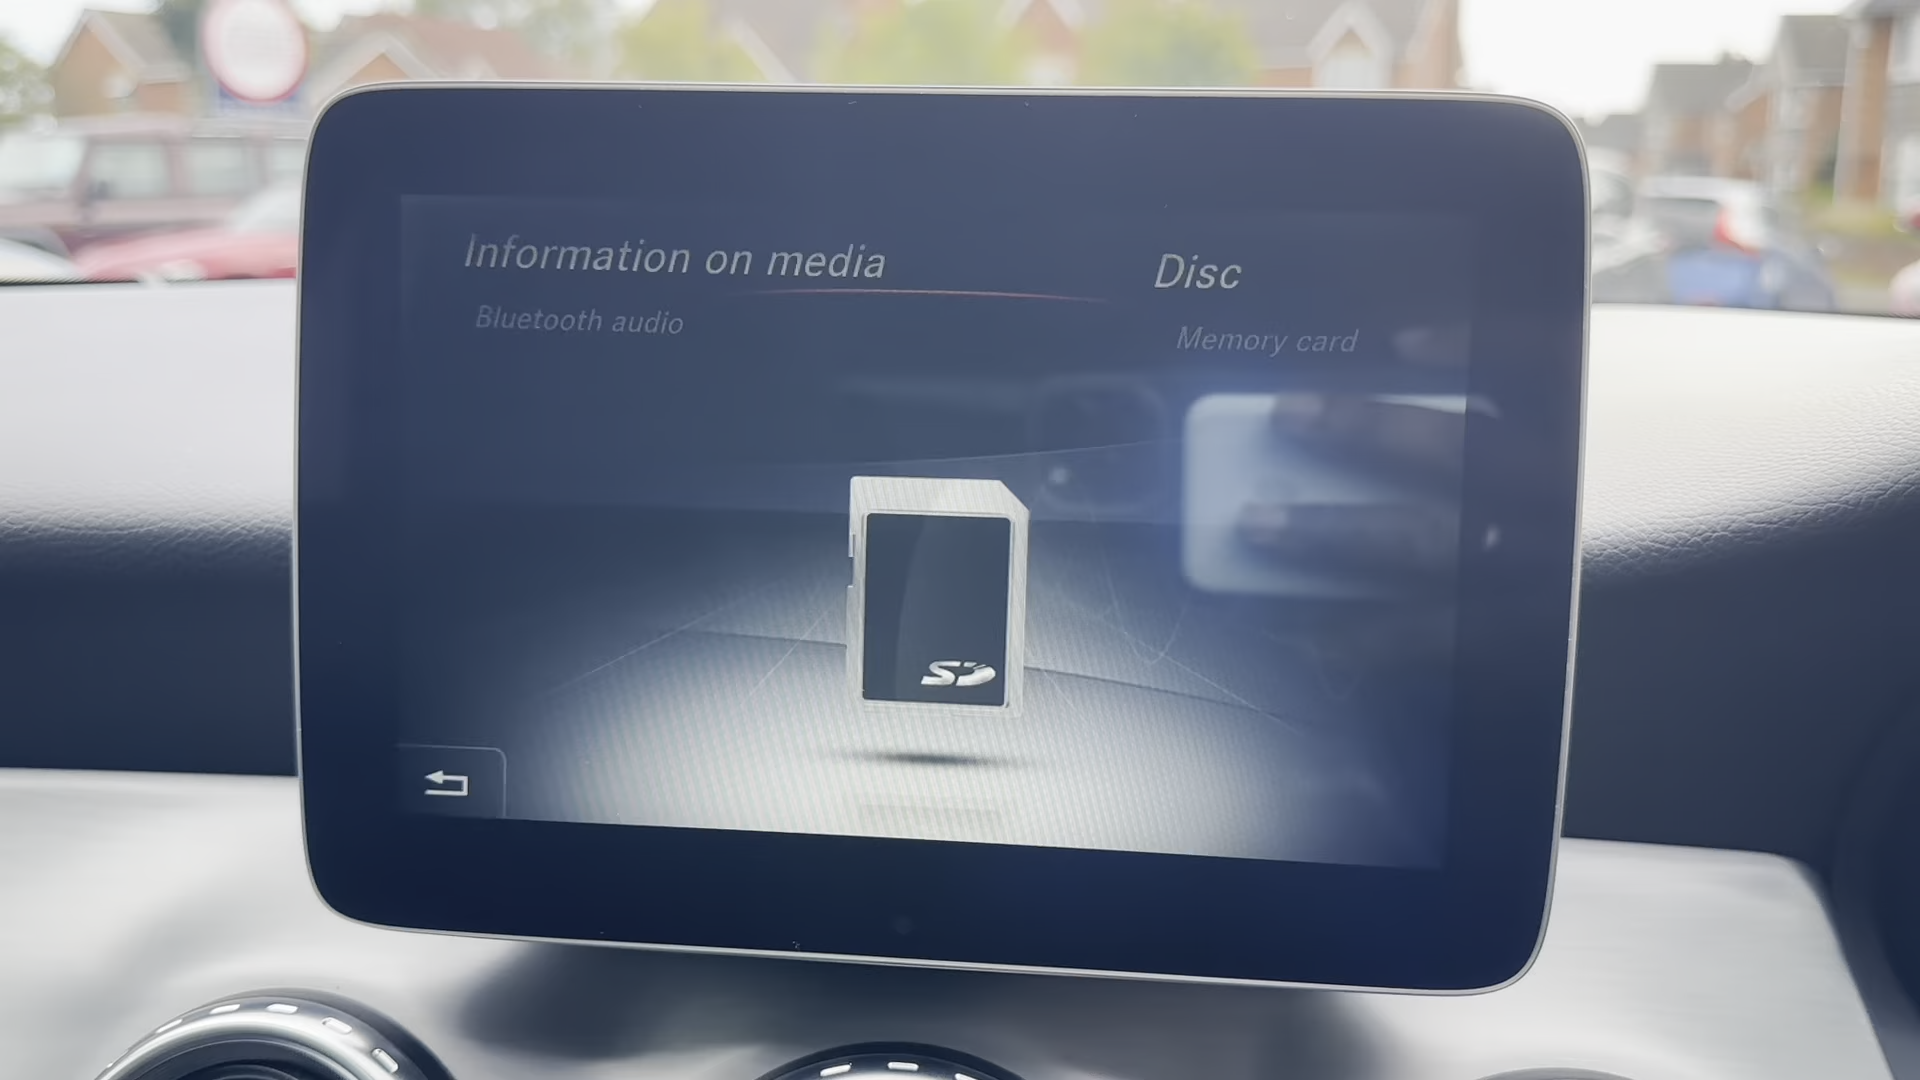 Information on media
Disc
Bluetooth audio
Memory card
SD